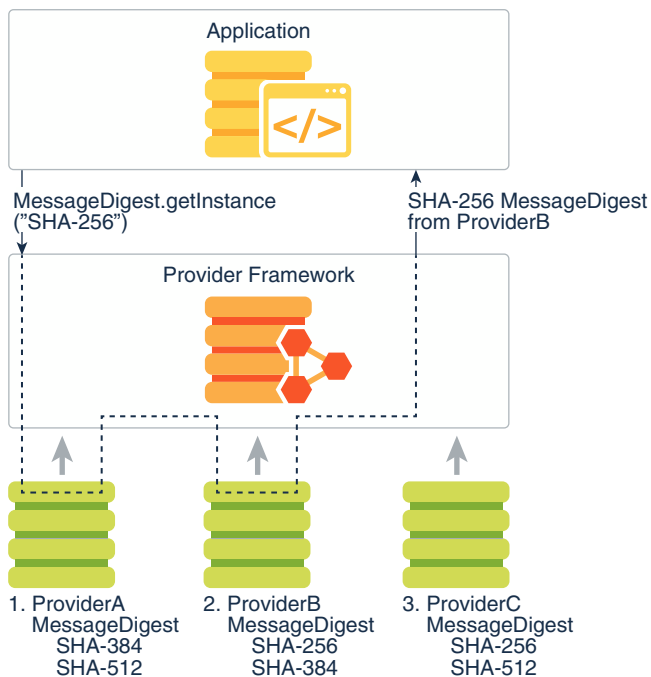 Application
</>
MessageDigest.getInstance
(”SHA-256”)
SHA-256 MessageDigest
from ProviderB
Provider Framework
1. ProviderA
MessageDigest
SHA-384
SHA-512
2. ProviderB
MessageDigest
SHA-256
SHA-384
3. ProviderC
MessageDigest
SHA-256
SHA-512